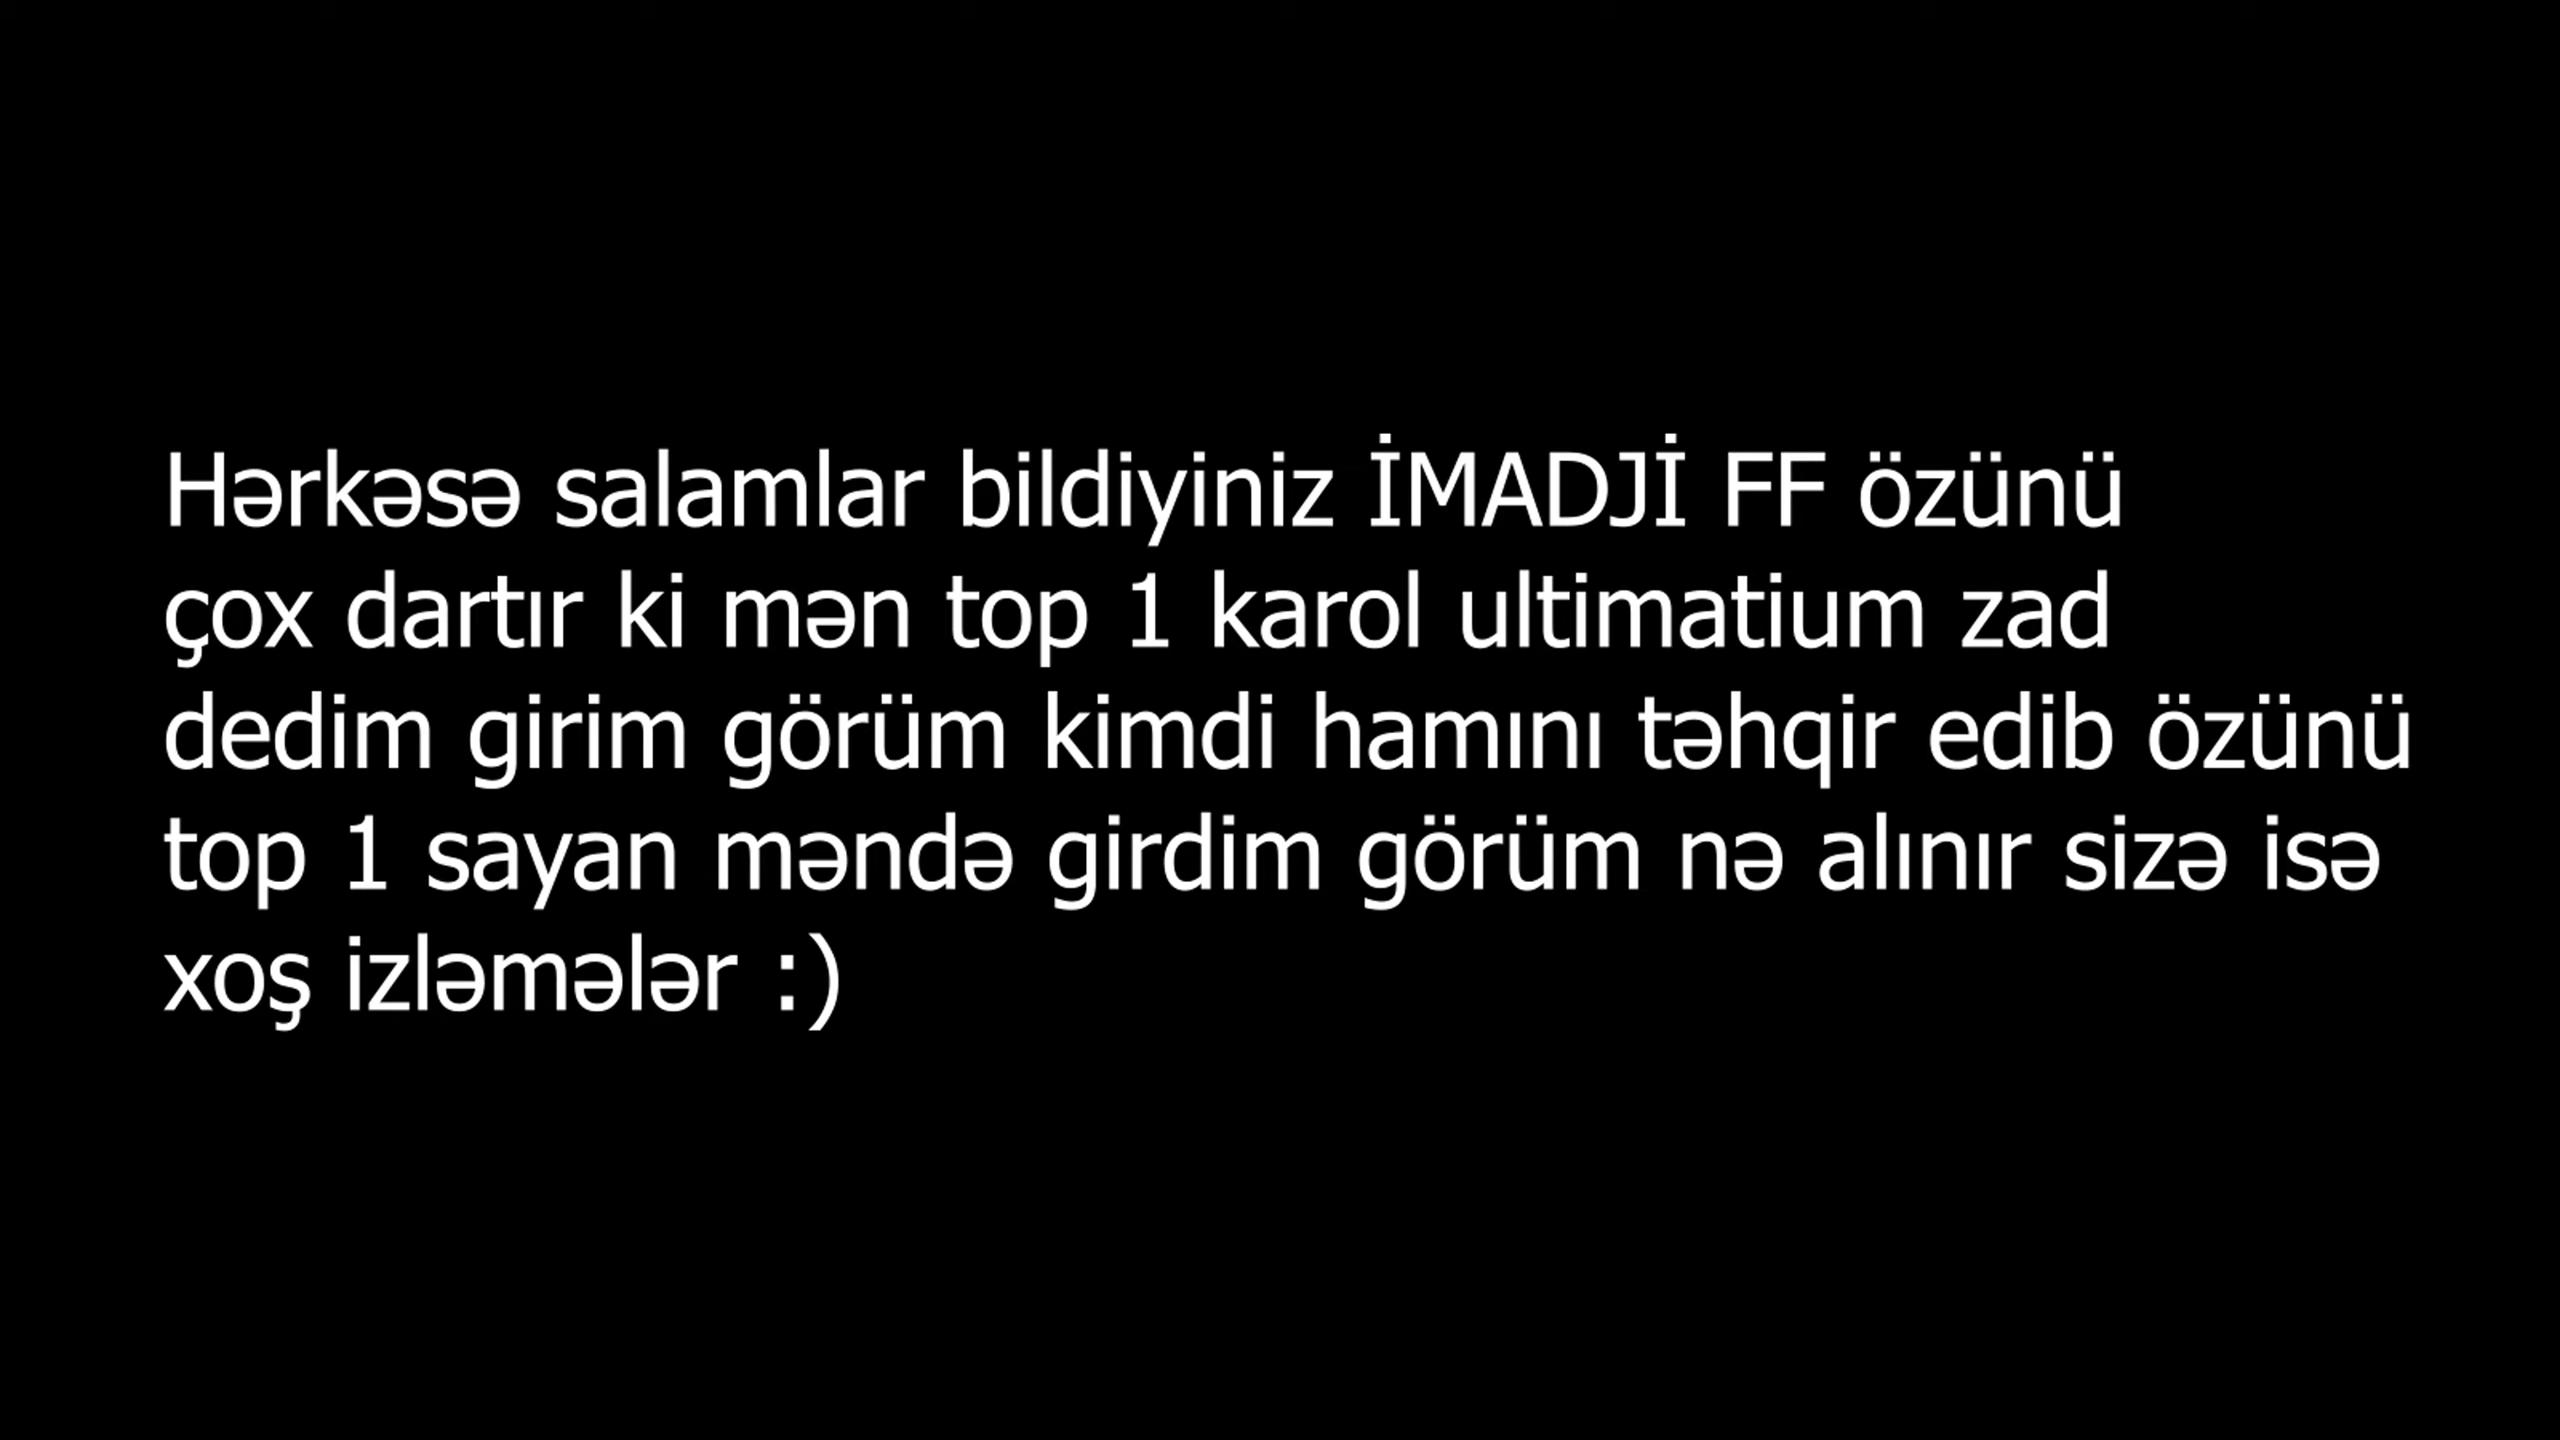 Hərkəsə salamlar bildiyiniz İMADJİ FF özünü
çox dartır ki mən top 1 karol ultimatium zad
dedim girim görüm kimdi hamını təhqir edib özünü
top 1 sayan məndə girdim görüm nə alınır sizə isə
xoş izləmələr :)